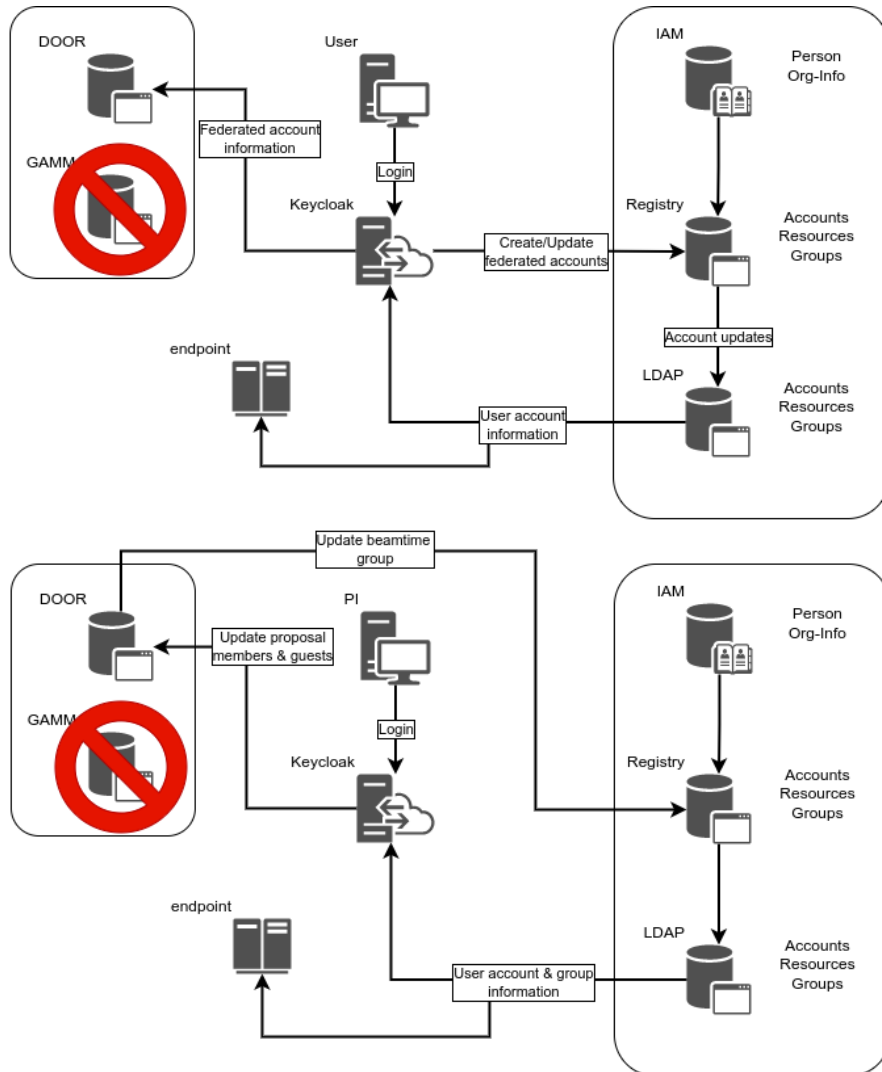 DOOR
User
IAM
Person
Org-Info
Federated account
information
GAMM
Login
Keycloak
Registry
Accounts
Resources
Groups
Create/Update
federated accounts
Account updates
endpoint
LDAP
Accounts
Resources
Groups
User account
information
Update beamtime
group
DOOR
PI
IAM
Person
Org-Info
Update proposal
members & guests
GAMM
Login
Keycloak
Registry
Accounts
Resources
Groups
endpoint
LDAP
Accounts
Resources
Groups
User account & group
information